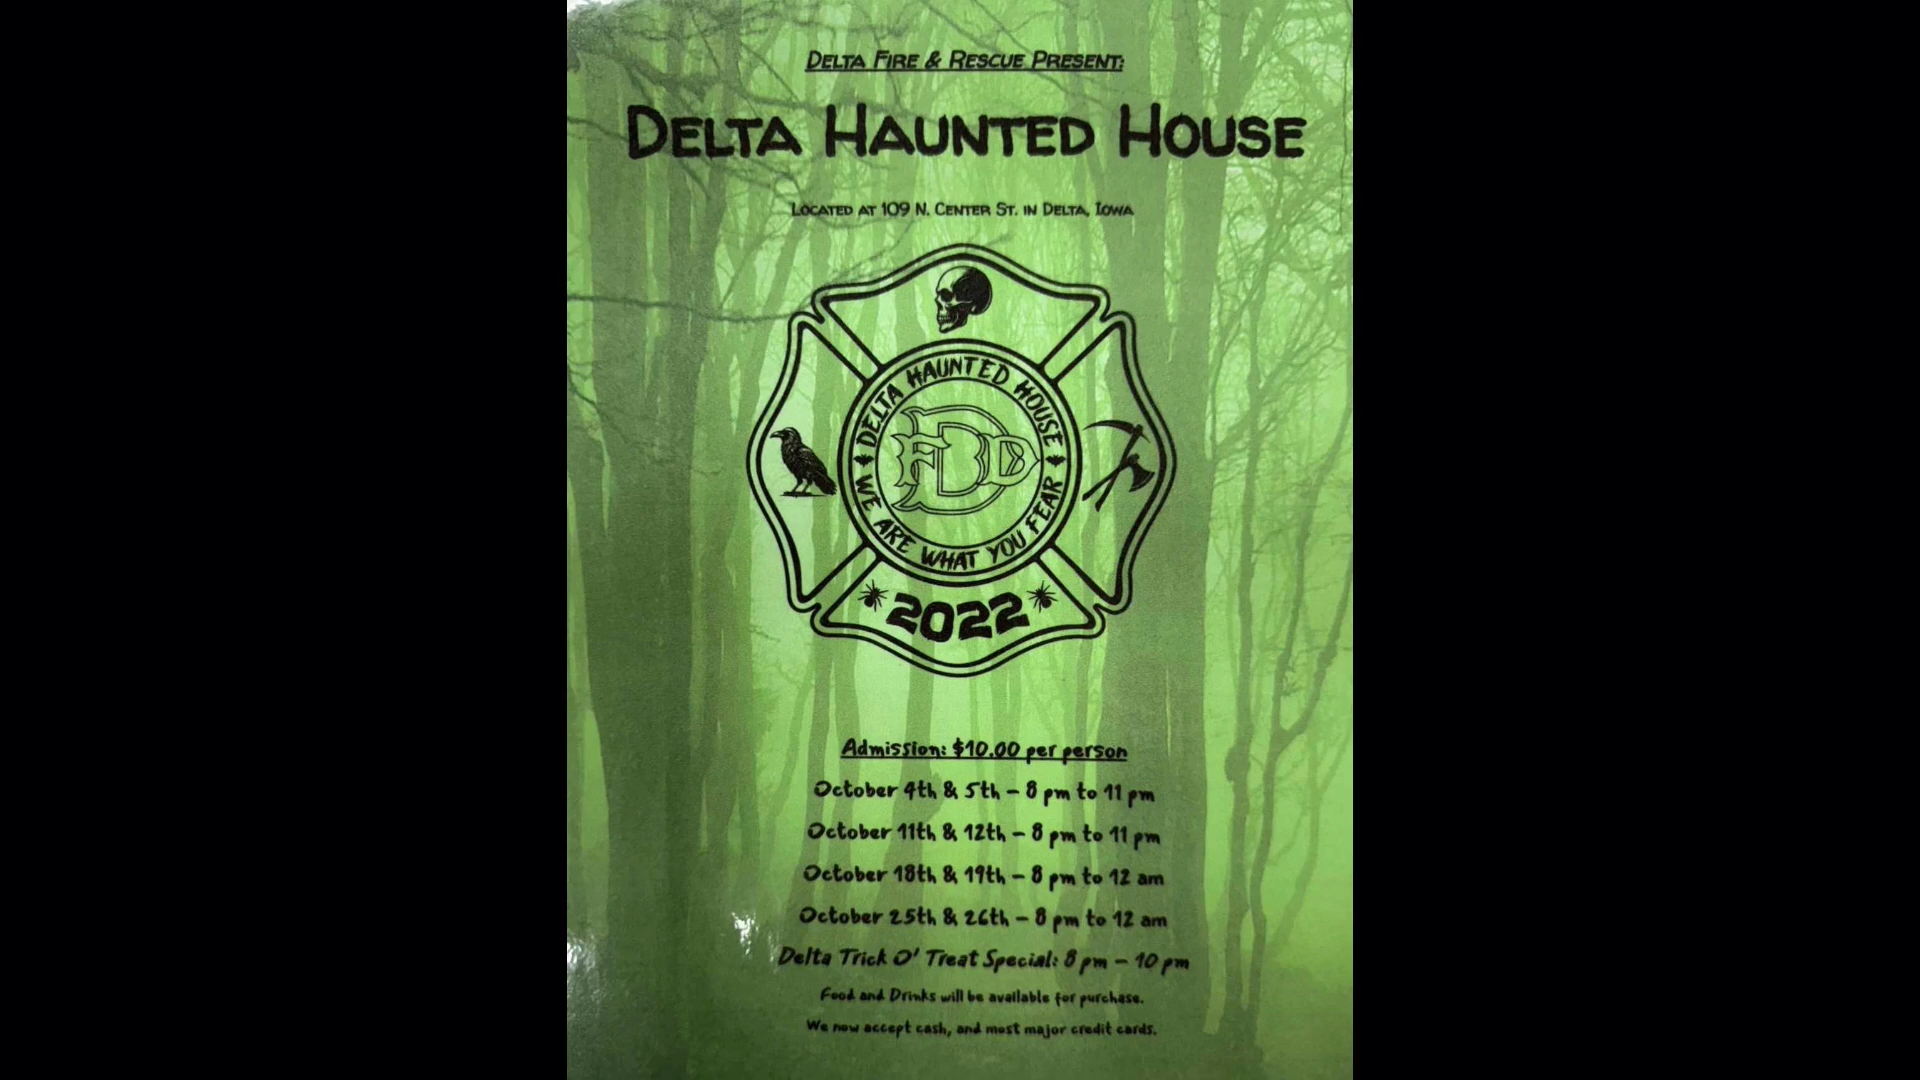 DELTA FIRE & RESCUE PRESENT:
DELTA HAUNTED HOUSE
LOCATED AT 109 N. CENTER ST. IN DELTA, IOWA
DELTA HAUNTED HOUSE
FDD
WE ARE WHAT YOU FEAR
2022
Admission: $10.00 per person
October 4th & 5th – 8 pm to 11 pm
October 11th & 12th – 8 pm to 11 pm
October 18th & 19th – 8 pm to 12 am
October 25th & 26th – 8 pm to 12 am
Delta Trick O' Treat Special: 8 pm – 10 pm
Food and Drinks will be available for purchase.
We now accept cash, and most major credit cards.